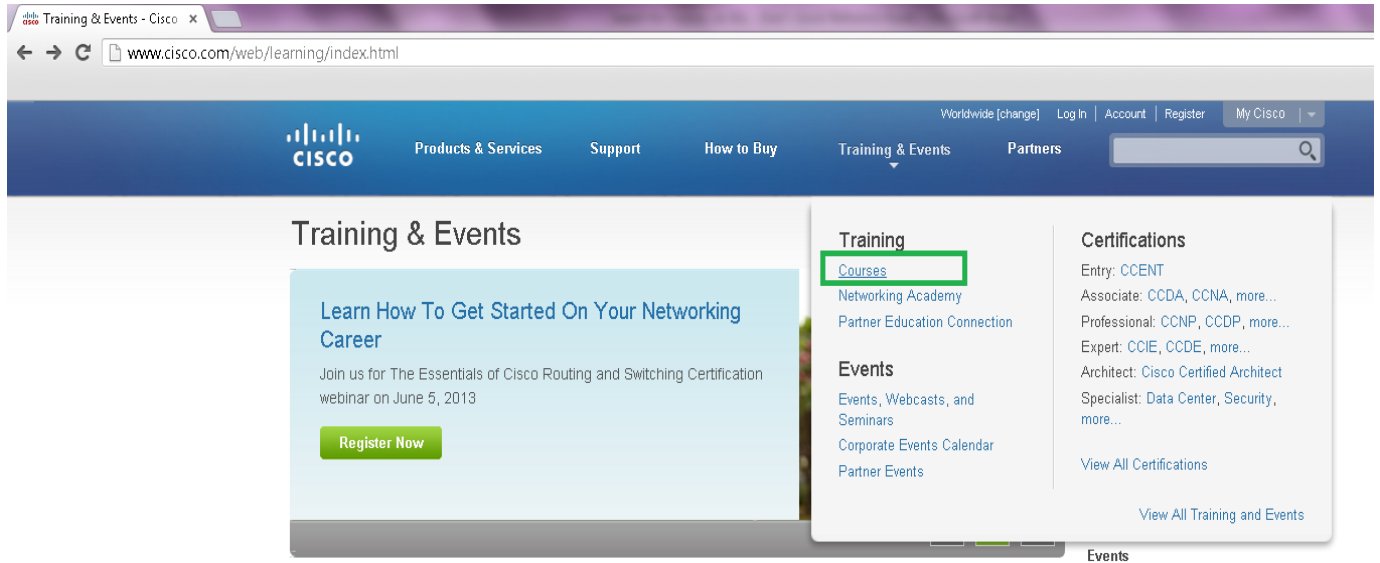 Training & Events - Cisco
www.cisco.com/web/learning/index.html
Worldwide [change] Log In | Account | Register My Cisco
CISCO
Products & Services Support How to Buy Training & Events Partners
Training & Events
Learn How To Get Started On Your Networking
Career
Join us for The Essentials of Cisco Routing and Switching Certification
webinar on June 5, 2013
Register Now
Training
Courses
Networking Academy
Partner Education Connection
Events
Events, Webcasts, and
Seminars
Corporate Events Calendar
Partner Events
Certifications
Entry: CCENT
Associate: CCDA, CCNA, more...
Professional: CCNP, CCDP, more...
Expert: CCIE, CCDE, more...
Architect: Cisco Certified Architect
Specialist: Data Center, Security,
more...
View All Certifications
View All Training and Events
Events